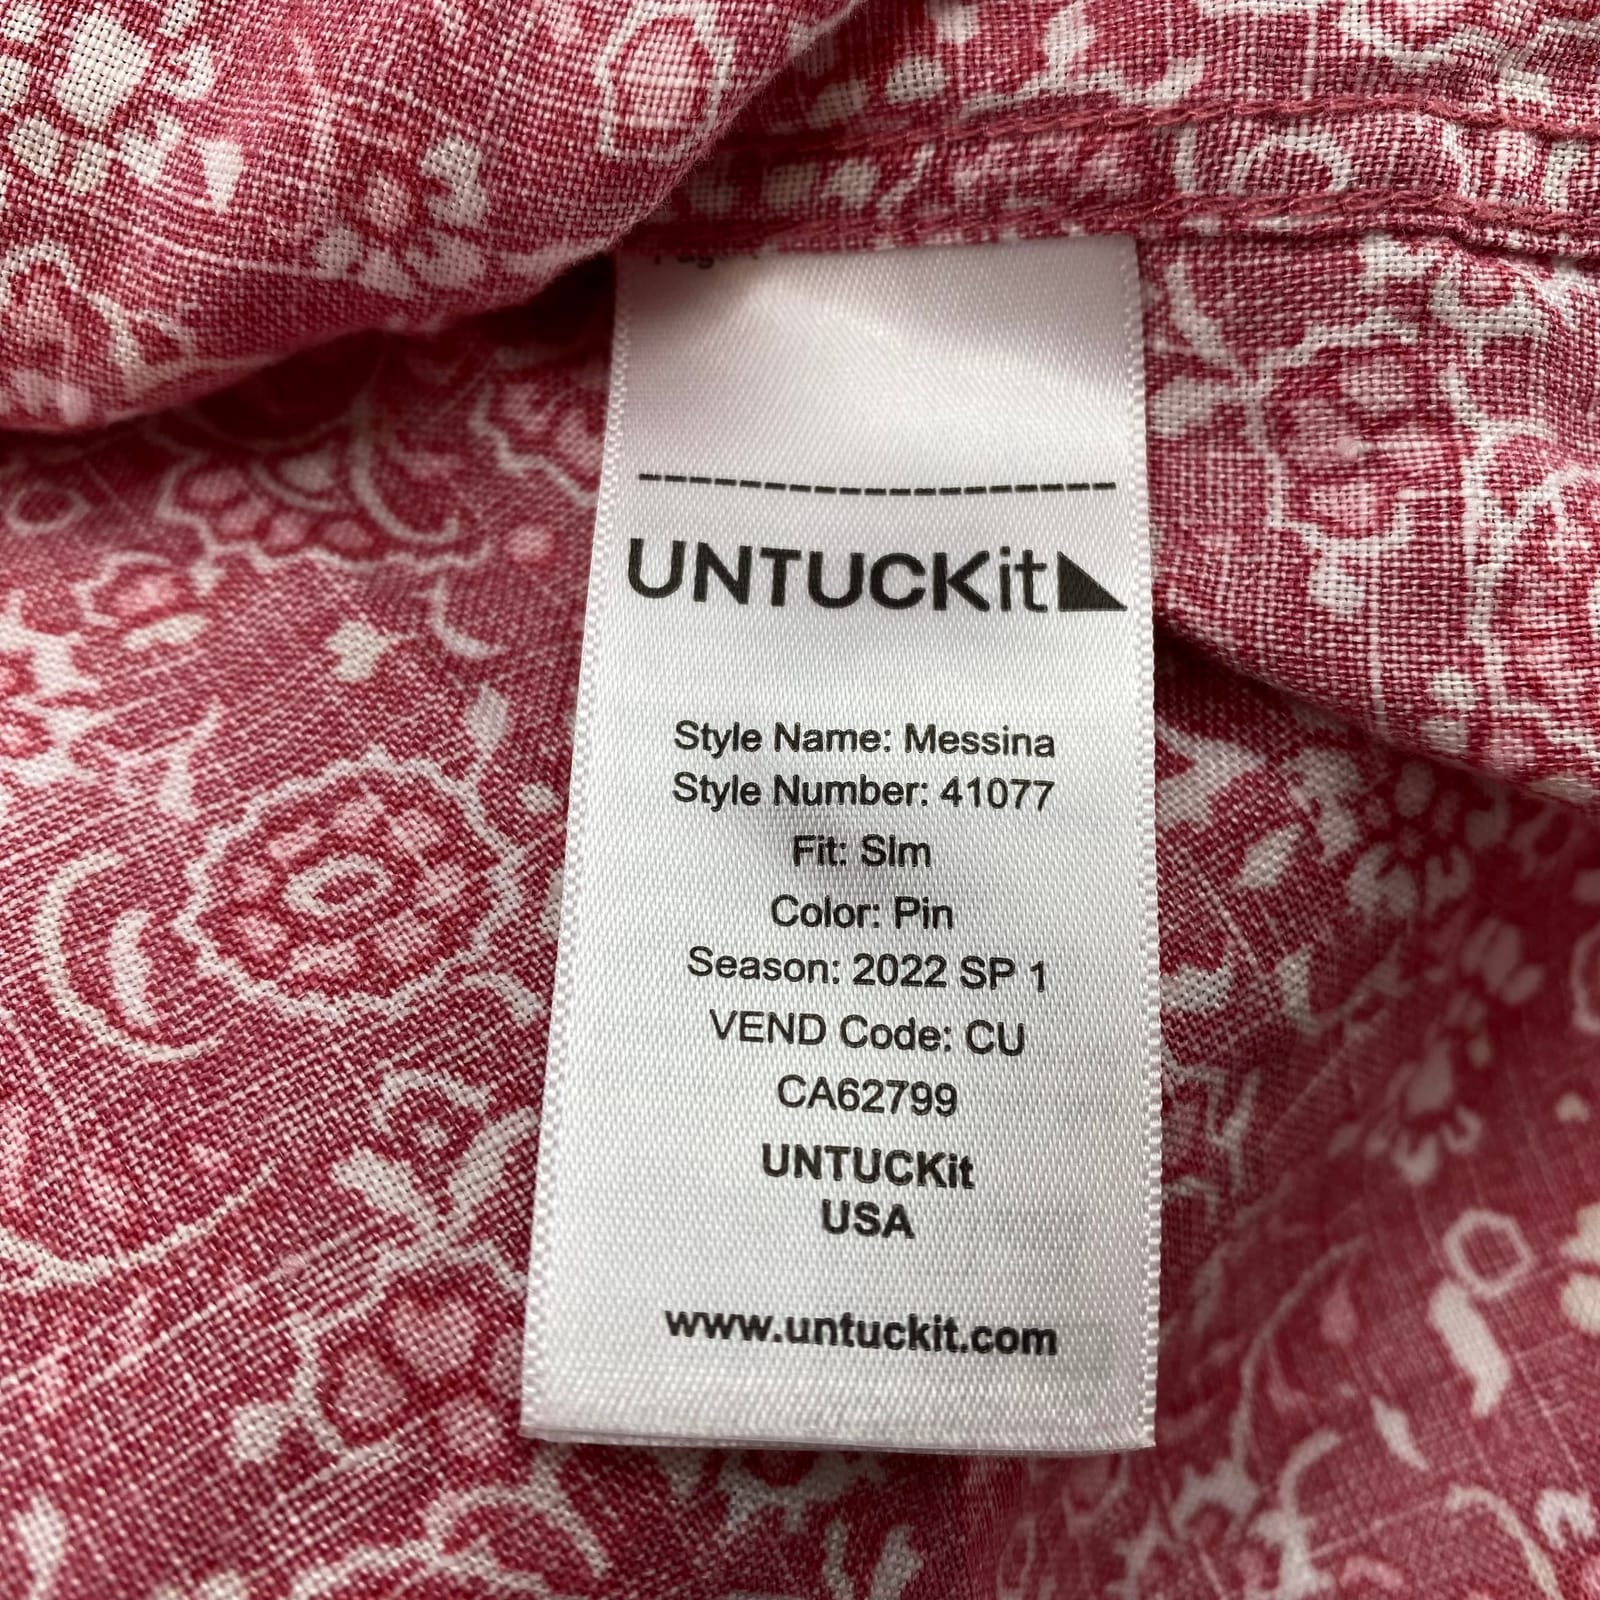 UNTUCKit
Style Name: Messina
Style Number: 41077
Fit: Slm
Color: Pin
Season: 2022 SP 1
VEND Code: CU
CA62799
UNTUCKit
USA
www.untuckit.com